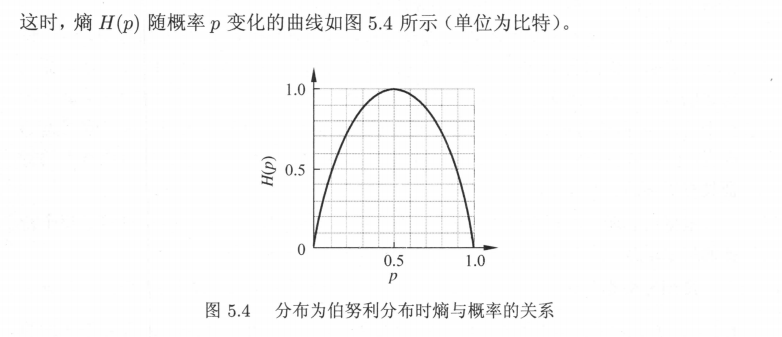 这时，熵 H(p) 随概率 p 变化的曲线如图 5.4 所示（单位为比特）。
1.0
H(p)
0.5
0
0.5
1.0
p
图 5.4 分布为伯努利分布时熵与概率的关系